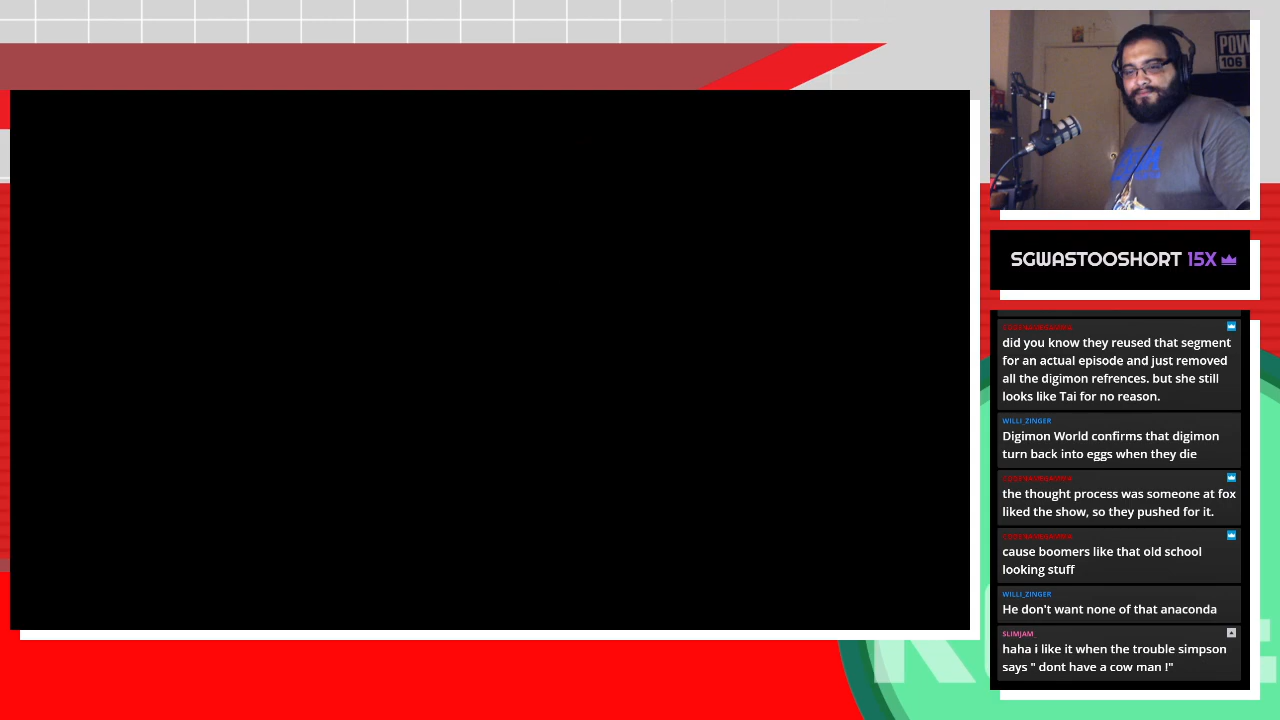 POW
106
SGWASTOOSHORT 15X
did you know they reused that segment
for an actual episode and just removed
all the digimon refrences. but she still
looks like Tai for no reason.
WILLI_ZINGER
Digimon World confirms that digimon
turn back into eggs when they die
the thought process was someone at fox
liked the show, so they pushed for it.
cause boomers like that old school
looking stuff
WILLI_ZINGER
He don't want none of that anaconda
SLIMJAM_
haha i like it when the trouble simpson
says " dont have a cow man !"